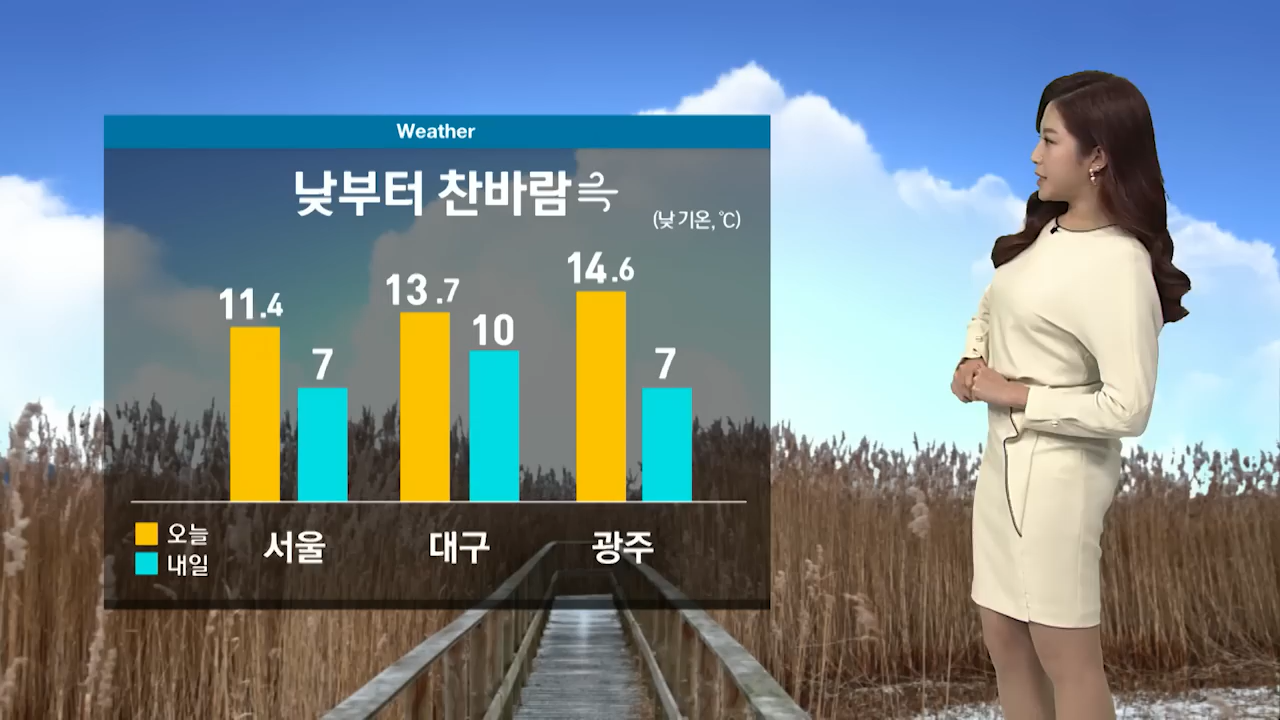 Weather
낮부터 찬바람
(낮 기온, ℃)
11.4 7 13.7 10 14.6 7
오늘
내일
서울 대구 광주